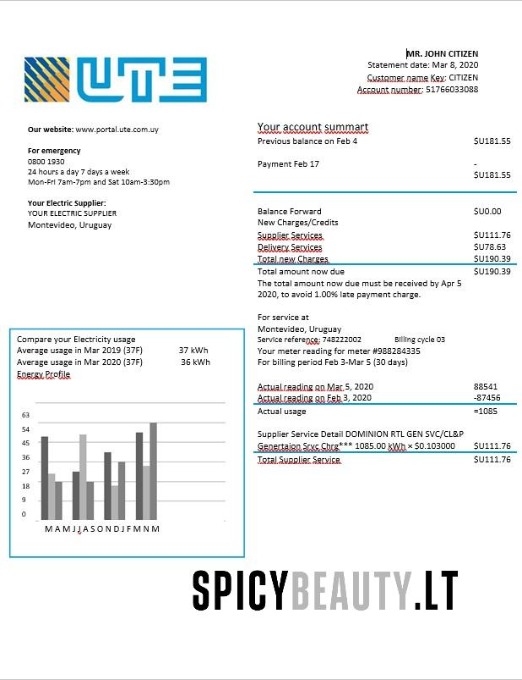 MR. JOHN CITIZEN
Statement date: Mar 8, 2020
Customer name Key: CITIZEN
Account number: 51766033088
UTE
Our website: www.portal.ute.com.uy
For emergency
0800 1930
24 hours a day 7 days a week
Mon-Fri 7am-7pm and Sat 10am-3:30pm
Your Electric Supplier:
YOUR ELECTRIC SUPPLIER
Montevideo, Uruguay
Your account summart
Previous balance on Feb 4 $U181.55
Payment Feb 17 -
$U181.55
Balance Forward $U0.00
New Charges/Credits
Supplier Services $U111.76
Delivery Services $U78.63
Total new Charges $U190.39
Total amount now due $U190.39
The total amount now due must be received by Apr 5
2020, to avoid 1.00% late payment charge.
For service at
Montevideo, Uruguay
Service reference: 748222002 Billing cycle 03
Your meter reading for meter #988284335
For billing period Feb 3-Mar 5 (30 days)
Actual reading on Mar 5, 2020 88541
Actual reading on Feb 3, 2020 -87456
Actual usage =1085
Supplier Service Detail DOMINION RTL GEN SVC/CL&P
Genertaion Srvc Chrg*** 1085.00 kWh × $0.103000 $U111.76
Total Supplier Service $U111.76
Compare your Electricity usage
Average usage in Mar 2019 (37F) 37 kWh
Average usage in Mar 2020 (37F) 36 kWh
Energy Profile
63
54
45
36
27
18
9
0
M A M J J A S O N D J F M N M
SPICYBEAUTY.LT